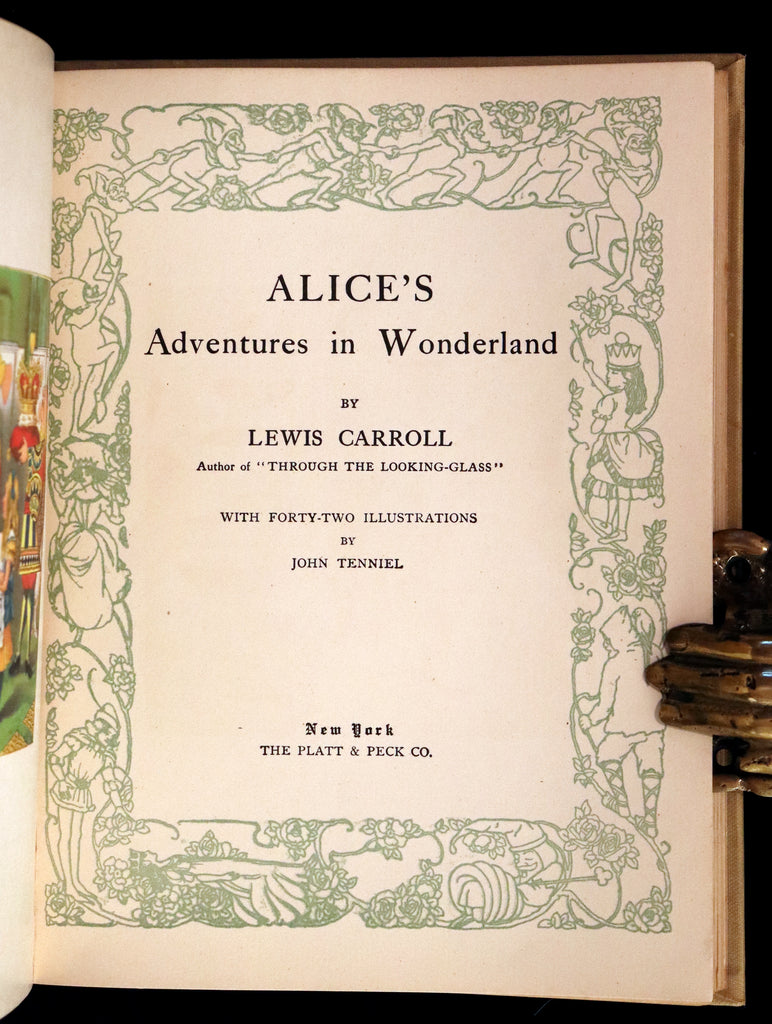 ALICE'S
Adventures in Wonderland
BY
LEWIS CARROLL
Author of "THROUGH THE LOOKING-GLASS"
WITH FORTY-TWO ILLUSTRATIONS
BY
JOHN TENNIEL
New York
THE PLATT & PECK CO.